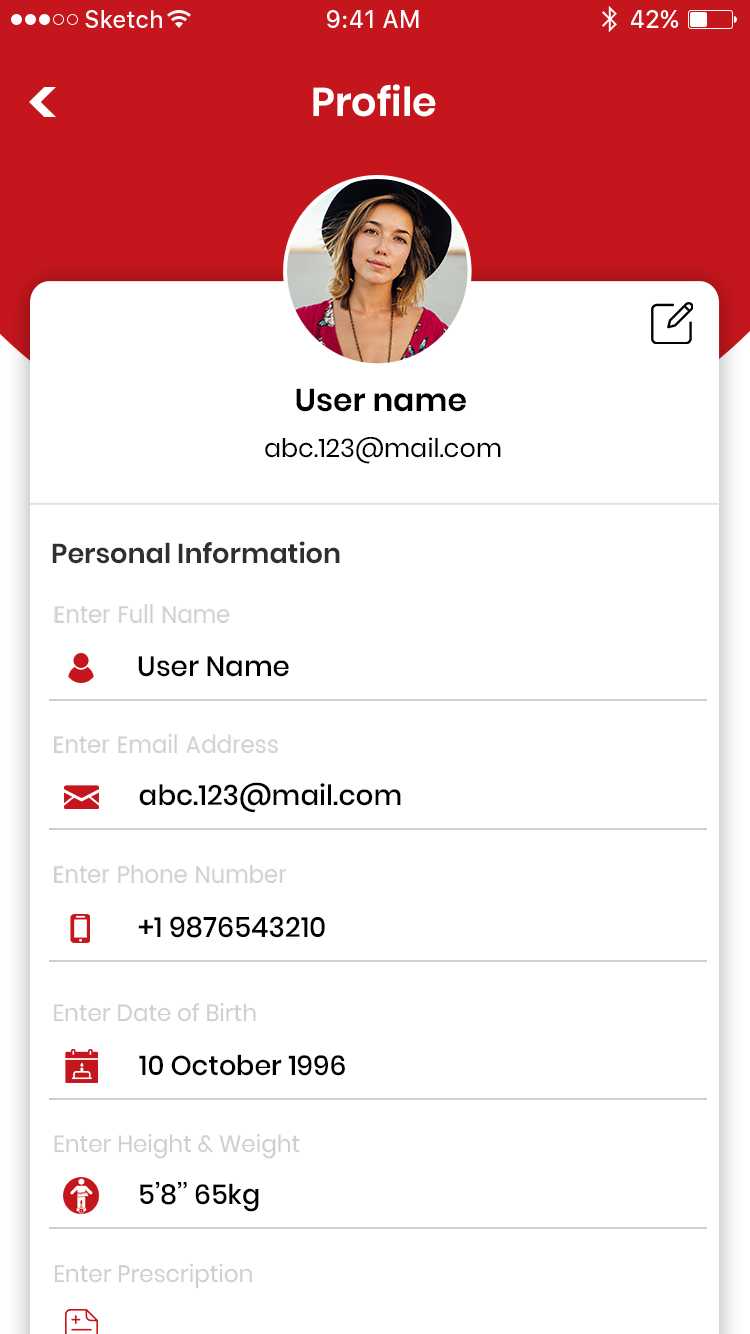 Sketch 9:41 AM 42%
Profile
User name
abc.123@mail.com
Personal Information
Enter Full Name
User Name
Enter Email Address
abc.123@mail.com
Enter Phone Number
+1 9876543210
Enter Date of Birth
10 October 1996
Enter Height & Weight
5’8’’ 65kg
Enter Prescription